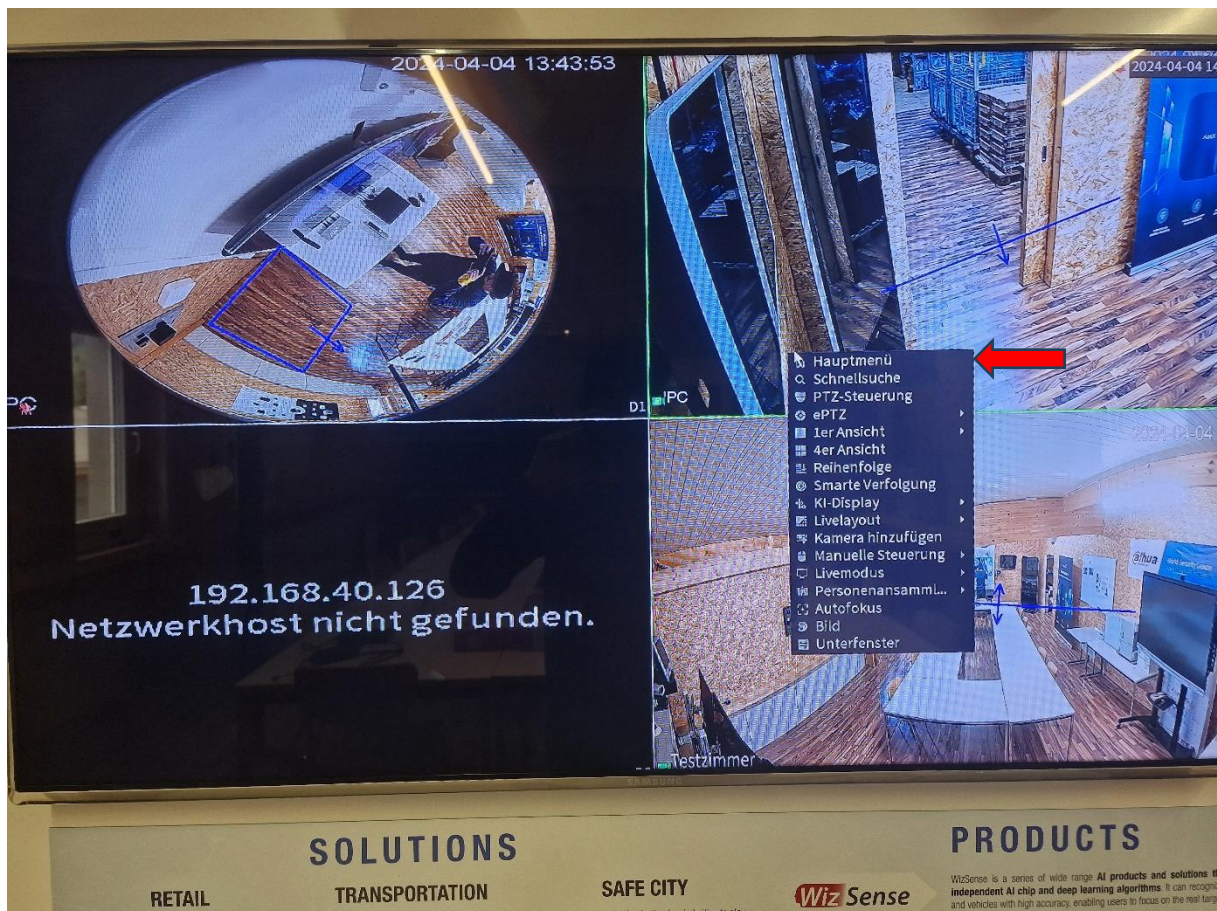 2024-04-04 13:43:53
2024-04-04 14
IPC
D1
IPC
Hauptmenü
Schnellsuche
PTZ-Steuerung
ePTZ
1er Ansicht
4er Ansicht
Reihenfolge
Smarte Verfolgung
KI-Display
Livelayout
Kamera hinzufügen
Manuelle Steuerung
Livemodus
Personenansamml...
Autofokus
Bild
Unterfenster
2024-04-04
alhua
192.168.40.126
Netzwerkhost nicht gefunden.
Testzimmer
SAMSUNG
SOLUTIONS
RETAIL
TRANSPORTATION
SAFE CITY
PRODUCTS
Wiz Sense
WizSense is a series of wide range AI products and solutions th
independent AI chip and deep learning algorithms. It can recogni
and vehicles with high accuracy, enabling users to focus on the real targ